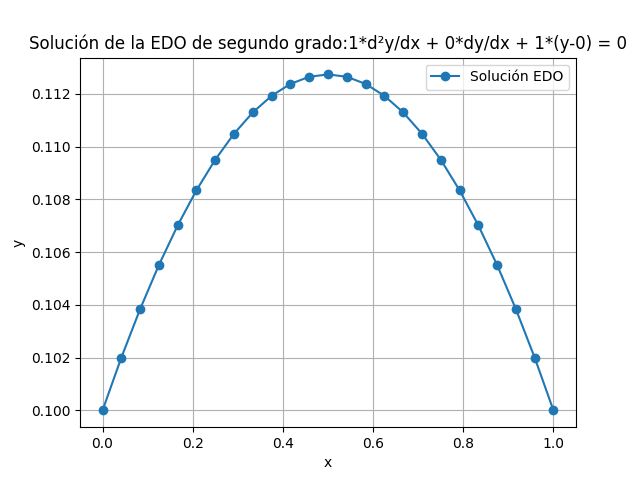 Solución de la EDO de segundo grado:1*d²y/dx + 0*dy/dx + 1*(y-0) = 0
Solución EDO
0.112
0.110
0.108
0.106
0.104
0.102
0.100
y
0.0 0.2 0.4 0.6 0.8 1.0
x